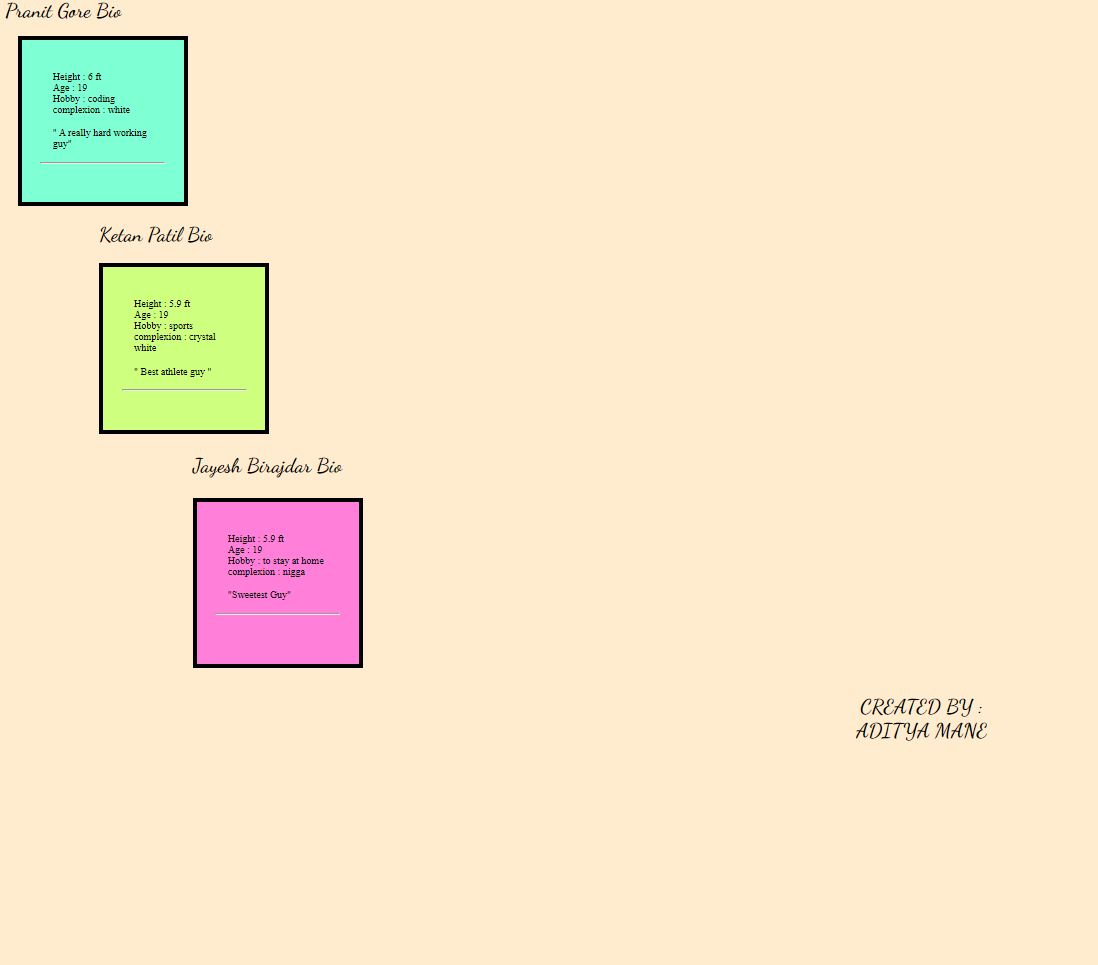 Pranit Gore Bio
Height : 6 ft
Age : 19
Hobby : coding
complexion : white
" A really hard working
guy"
Ketan Patil Bio
Height : 5.9 ft
Age : 19
Hobby : sports
complexion : crystal
white
" Best athlete guy "
Jayesh Birajdar Bio
Height : 5.9 ft
Age : 19
Hobby : to stay at home
complexion : nigga
"Sweetest Guy"
CREATED BY :
ADITYA MANE